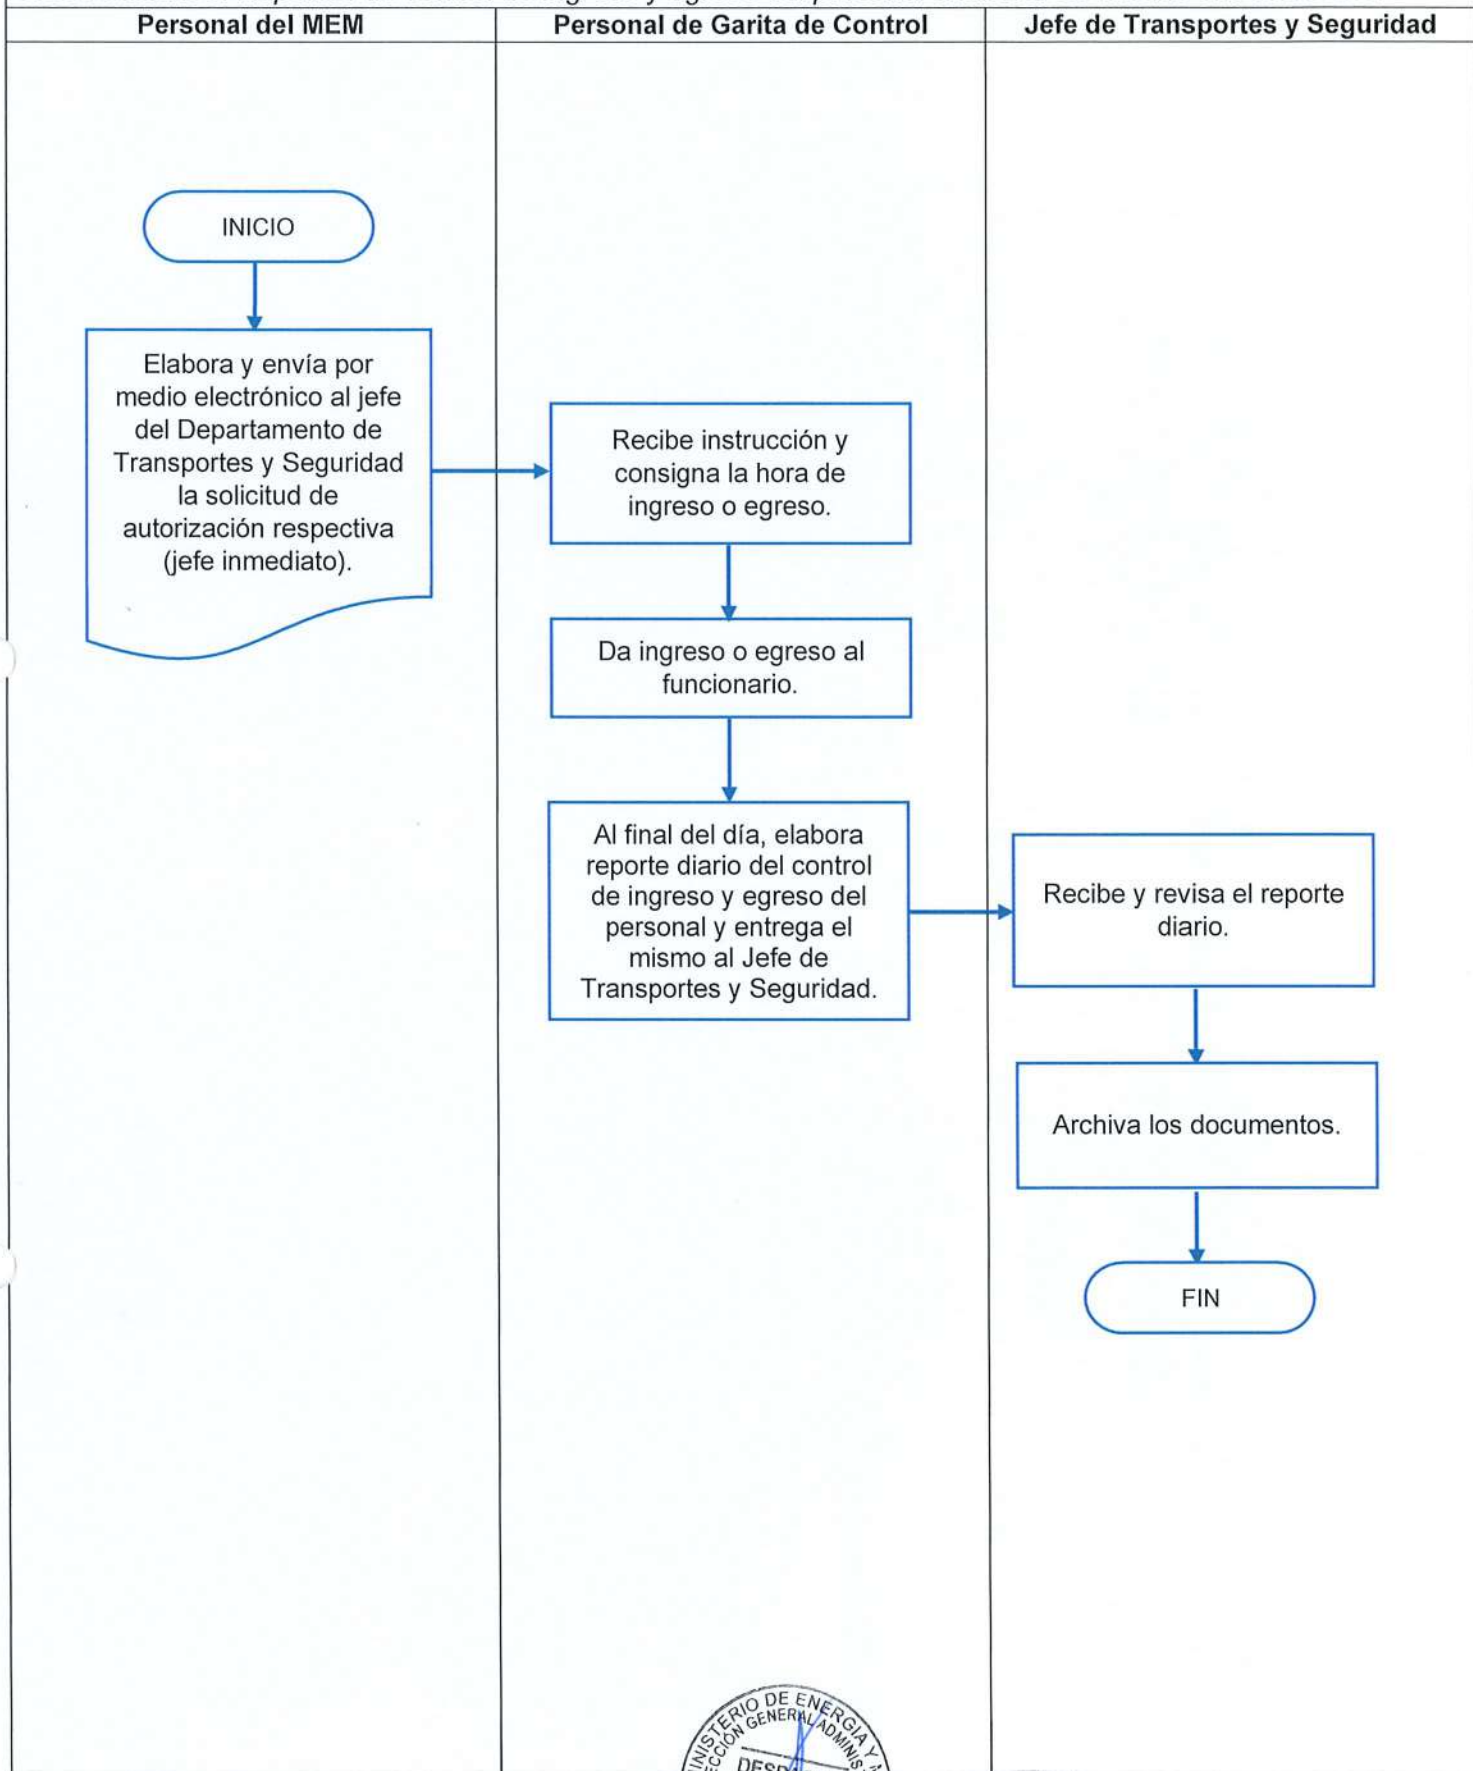 Personal del MEM
Personal de Garita de Control
Jefe de Transportes y Seguridad
INICIO
Elabora y envía por
medio electrónico al jefe
del Departamento de
Transportes y Seguridad
la solicitud de
autorización respectiva
(jefe inmediato).
Recibe instrucción y
consigna la hora de
ingreso o egreso.
Da ingreso o egreso al
funcionario.
Al final del día, elabora
reporte diario del control
de ingreso y egreso del
personal y entrega el
mismo al Jefe de
Transportes y Seguridad.
Recibe y revisa el reporte
diario.
Archiva los documentos.
FIN
DE ENERGIA Y
GENERAL